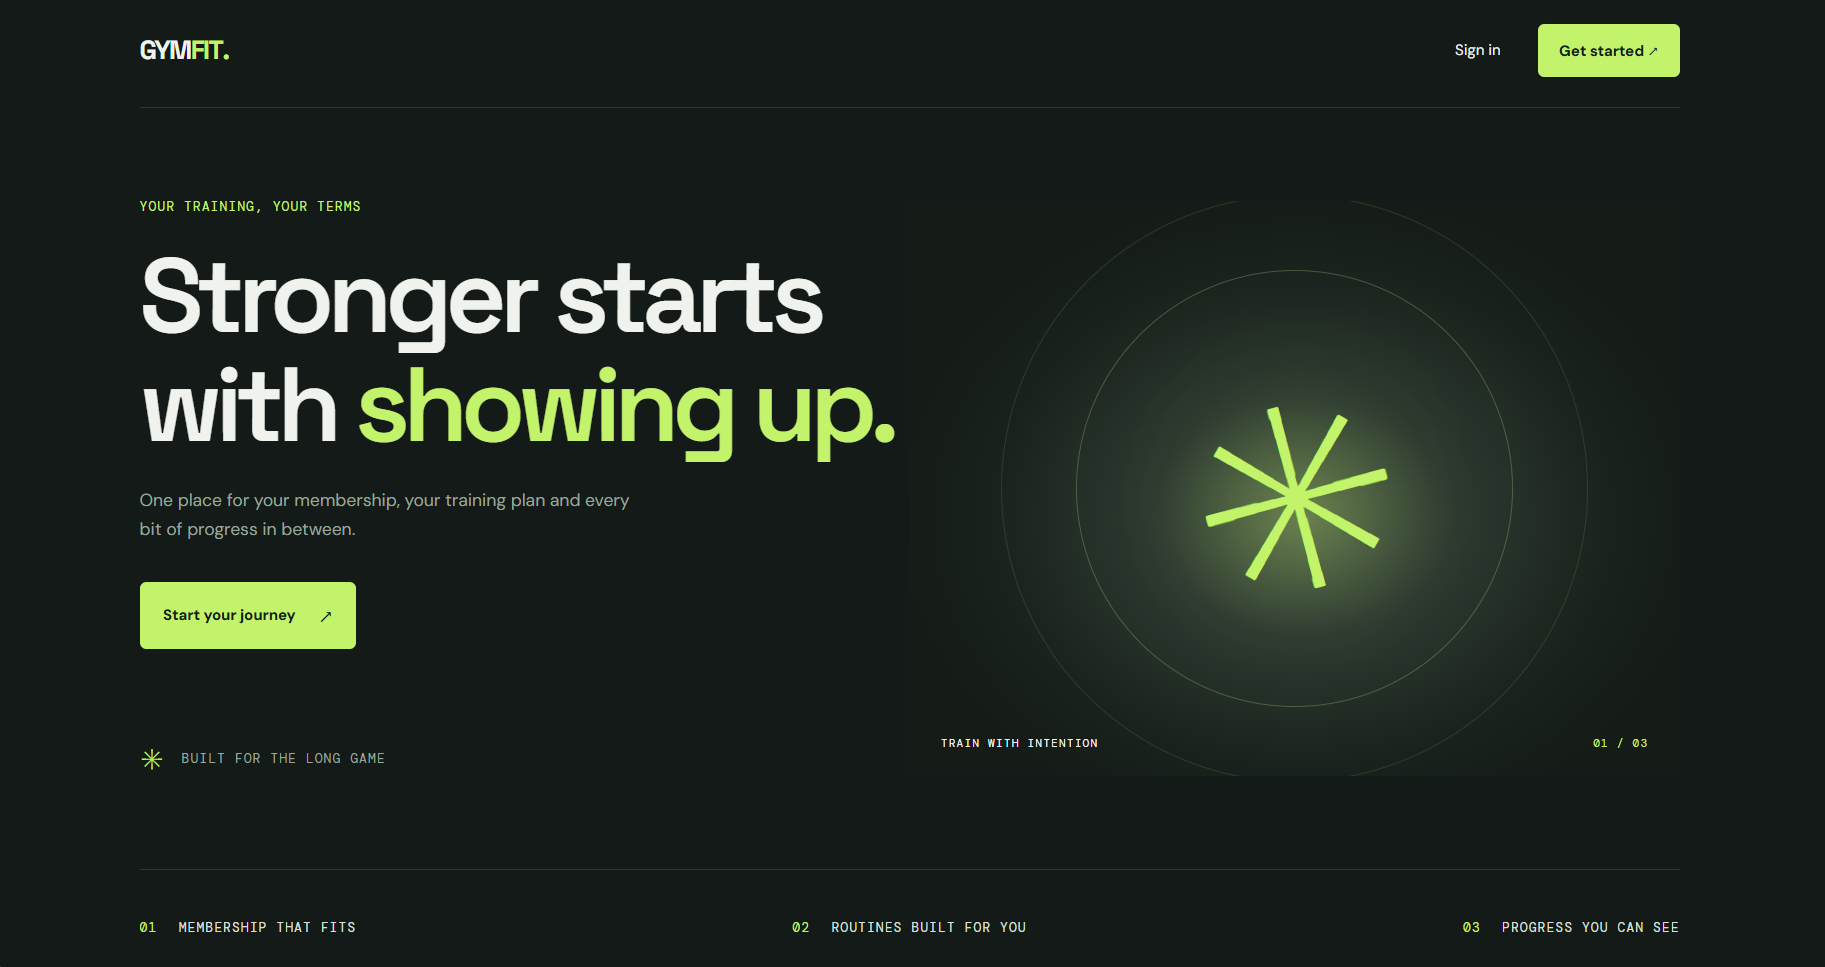 GYMFIT.
Sign in
Get started ↗
YOUR TRAINING, YOUR TERMS
Stronger starts
with showing up.
One place for your membership, your training plan and every
bit of progress in between.
Start your journey ↗
BUILT FOR THE LONG GAME
TRAIN WITH INTENTION
01 / 03
01 MEMBERSHIP THAT FITS
02 ROUTINES BUILT FOR YOU
03 PROGRESS YOU CAN SEE